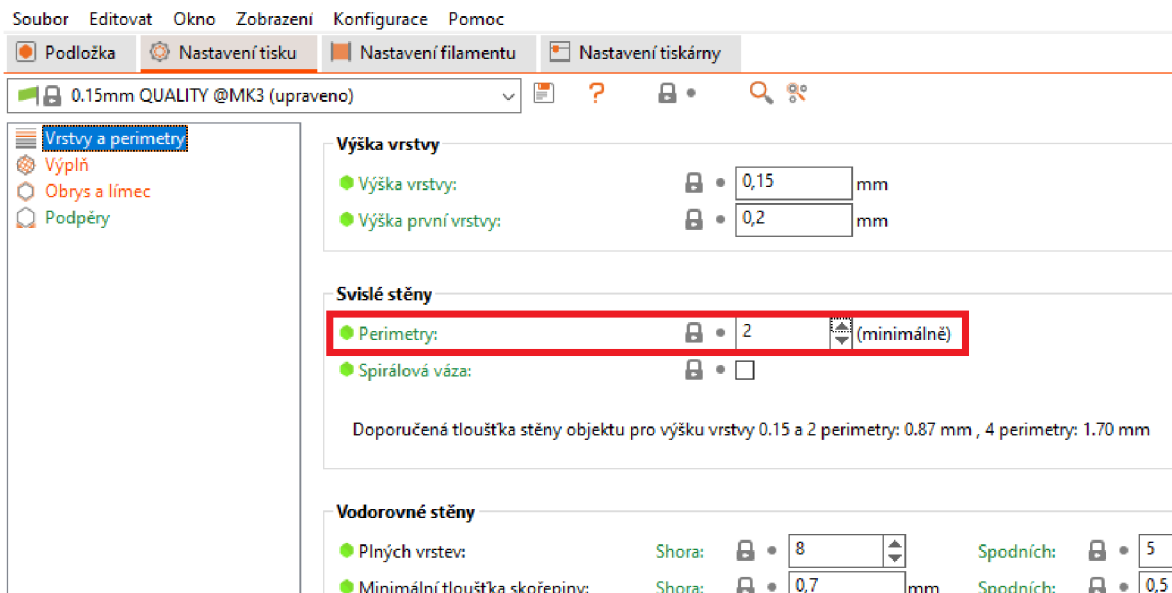 Soubor Editovat Okno Zobrazení Konfigurace Pomoc
Podložka Nastavení tisku Nastavení filamentu Nastavení tiskárny
0.15mm QUALITY @MK3 (upraveno) ?
Vrstvy a perimetry
Výplň
Obrys a límec
Podpěry
Výška vrstvy
Výška vrstvy: 0,15 mm
Výška první vrstvy: 0,2 mm
Svislé stěny
Perimetry: 2 (minimálně)
Spirálová váza:
Doporučená tloušťka stěny objektu pro výšku vrstvy 0.15 a 2 perimetry: 0.87 mm , 4 perimetry: 1.70 mm
Vodorovné stěny
Plných vrstev: Shora: 8 Spodních: 5
Minimální tloušťka skořepiny: Shora: 0,7 mm Spodních: 0,5